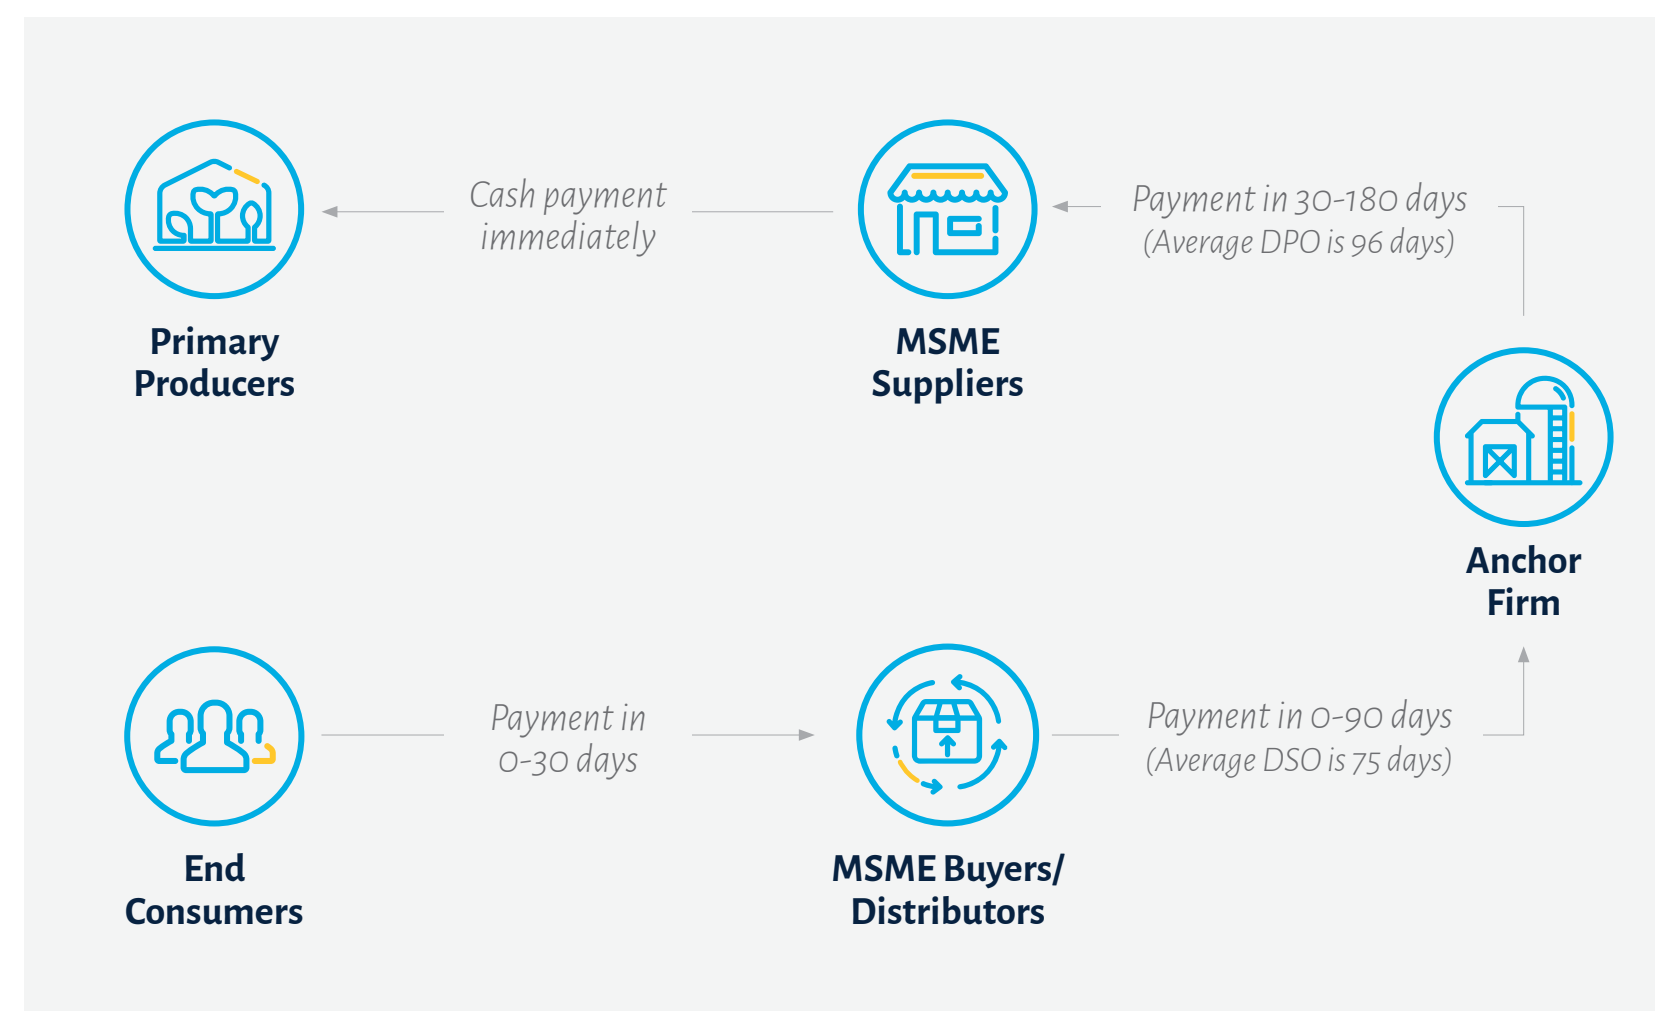 Cash payment
immediately
Payment in 30-180 days
(Average DPO is 96 days)
Primary
Producers
MSME
Suppliers
Anchor
Firm
Payment in
0-30 days
Payment in 0-90 days
(Average DSO is 75 days)
End
Consumers
MSME Buyers/
Distributors